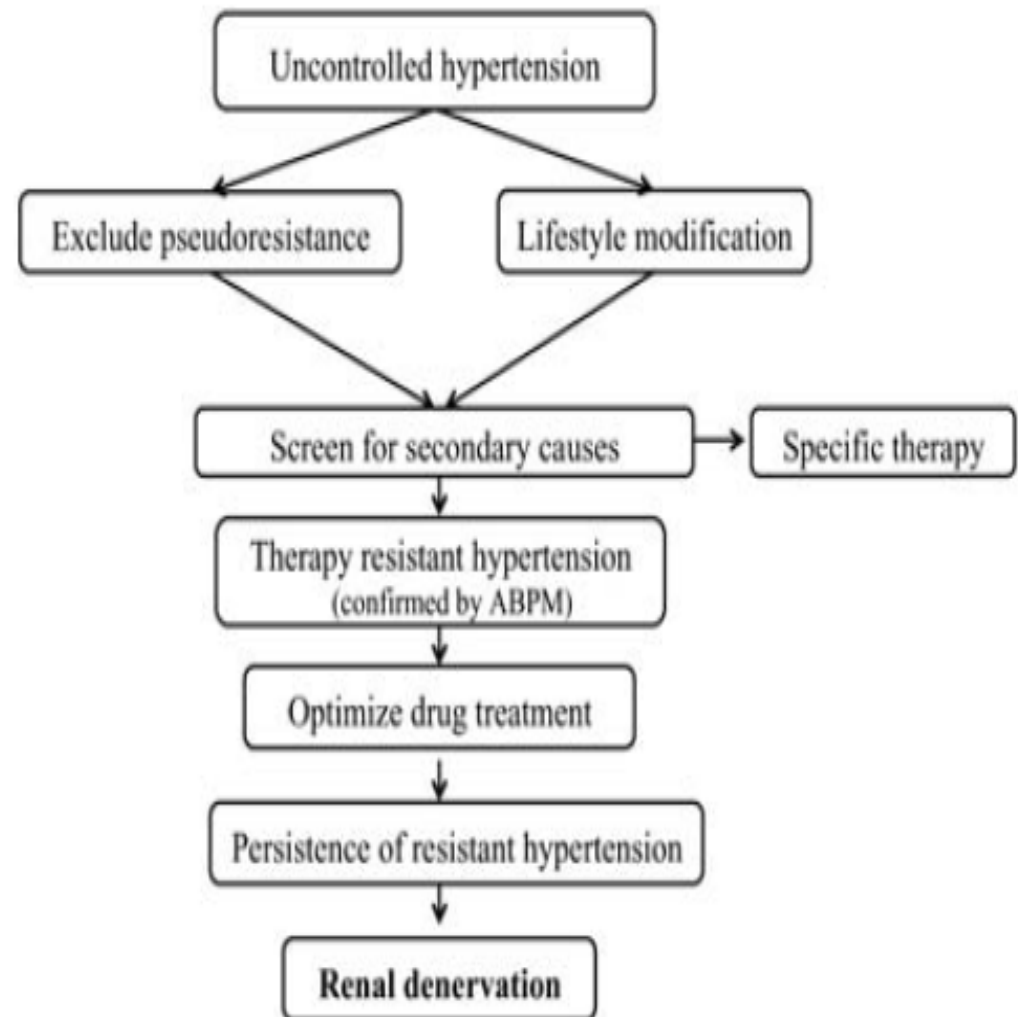 Uncontrolled hypertension
Exclude pseudoresistance
Lifestyle modification
Screen for secondary causes
Specific therapy
Therapy resistant hypertension
(confirmed by ABPM)
Optimize drug treatment
Persistence of resistant hypertension
Renal denervation